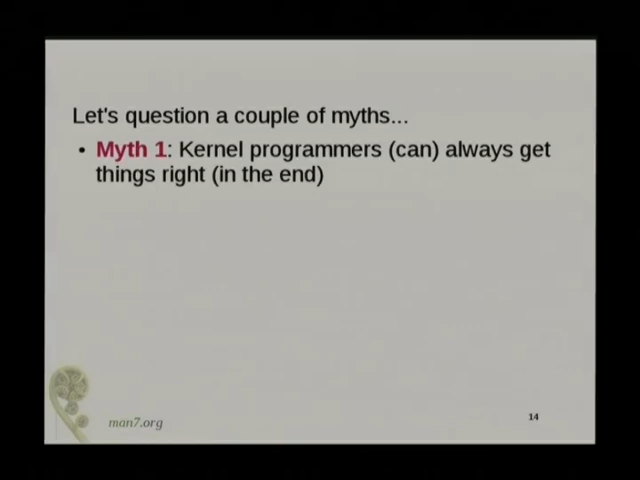 Let's question a couple of myths...
• Myth 1: Kernel programmers (can) always get
things right (in the end)
man7.org
14